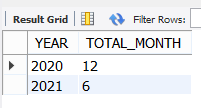 Result Grid Filter Rows:
YEAR TOTAL_MONTH
2020 12
2021 6